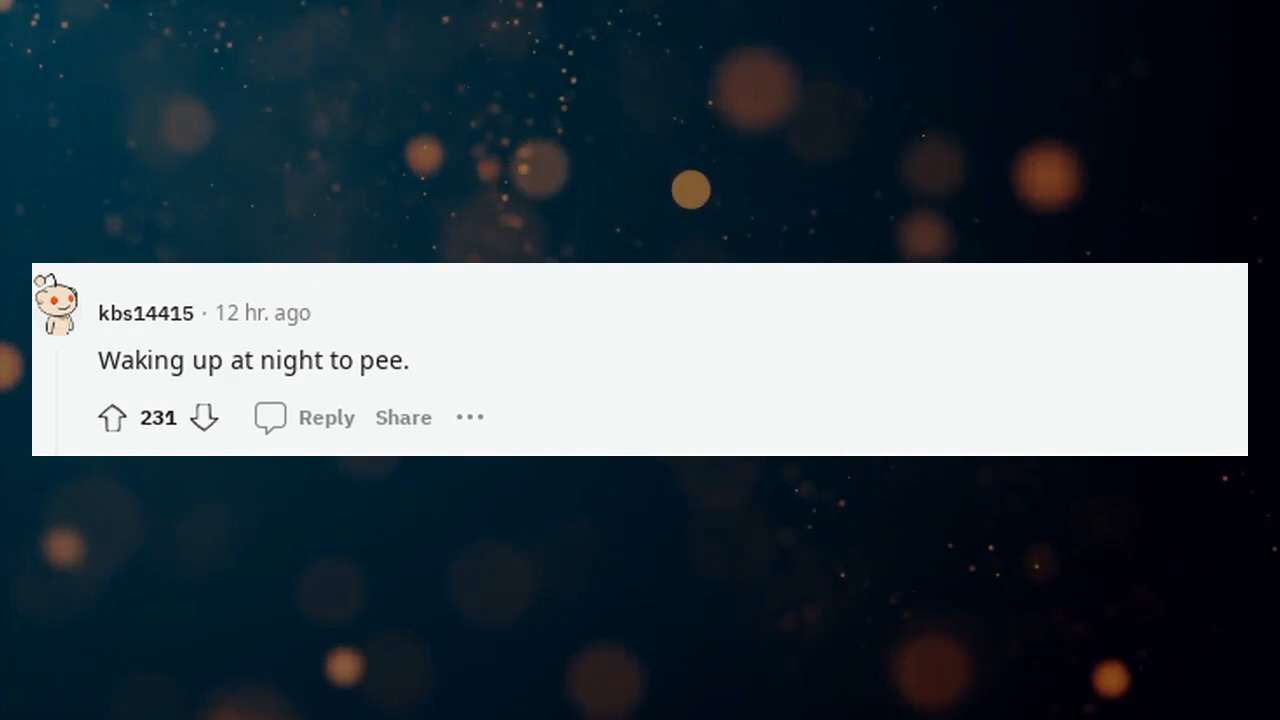 kbs14415 · 12 hr. ago
Waking up at night to pee.
231 Reply Share ...